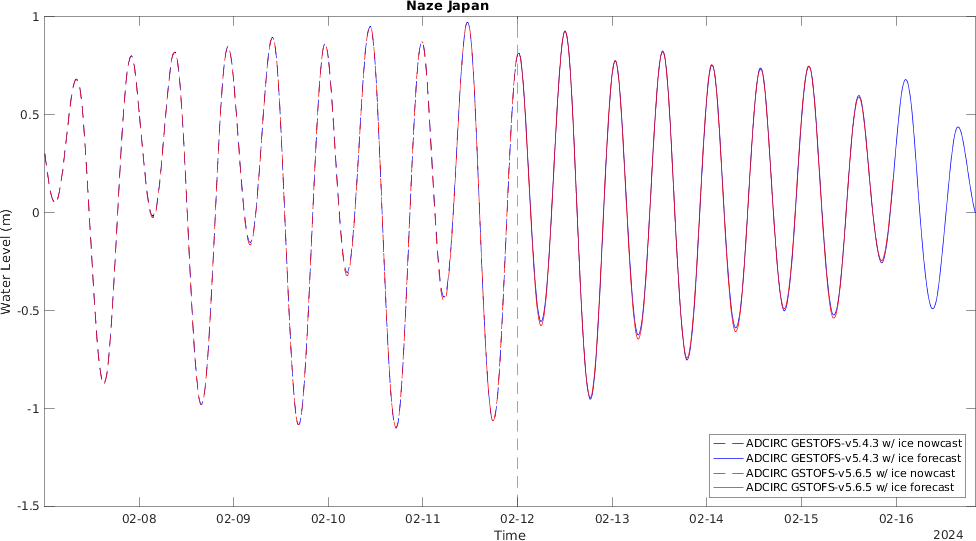 Naze Japan
1
0.5
0
-0.5
-1
-1.5
Water Level (m)
02-08 02-09 02-10 02-11 02-12 02-13 02-14 02-15 02-16
Time
2024
ADCIRC GESTOFS-v5.4.3 w/ ice nowcast
ADCIRC GESTOFS-v5.4.3 w/ ice forecast
ADCIRC GSTOFS-v5.6.5 w/ ice nowcast
ADCIRC GSTOFS-v5.6.5 w/ ice forecast